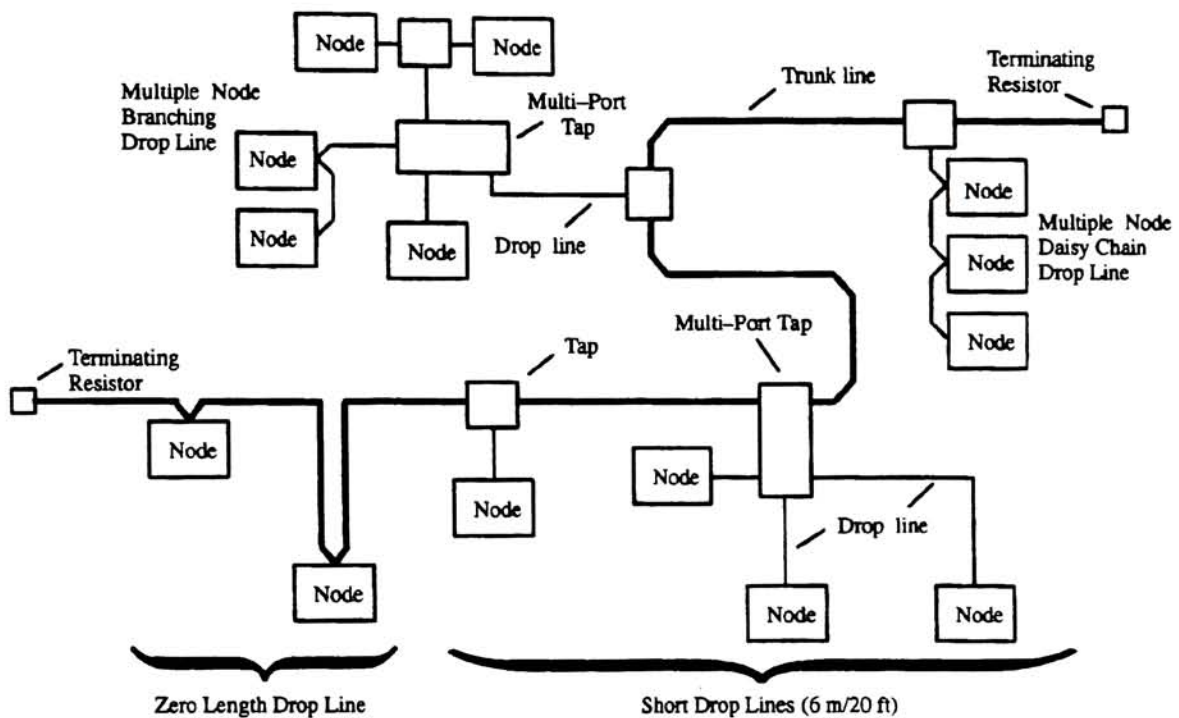 Node
Node
Trunk line
Terminating
Resistor
Multiple Node
Branching
Drop Line
Multi–Port
Tap
Node
Node
Node
Node
Drop line
Multiple Node
Daisy Chain
Drop Line
Node
Node
Multi–Port Tap
Terminating
Resistor
Tap
Node
Node
Node
Drop line
Node
Node
Node
Zero Length Drop Line
Short Drop Lines (6 m/20 ft)